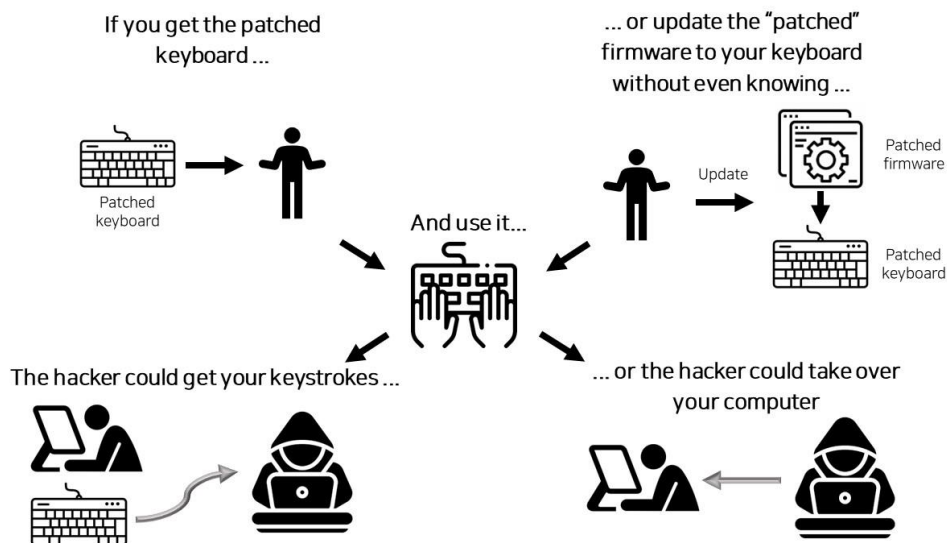 If you get the patched
keyboard ...
Patched
keyboard
... or update the “patched”
firmware to your keyboard
without even knowing ...
Update
Patched
firmware
Patched
keyboard
And use it...
The hacker could get your keystrokes ...
... or the hacker could take over
your computer